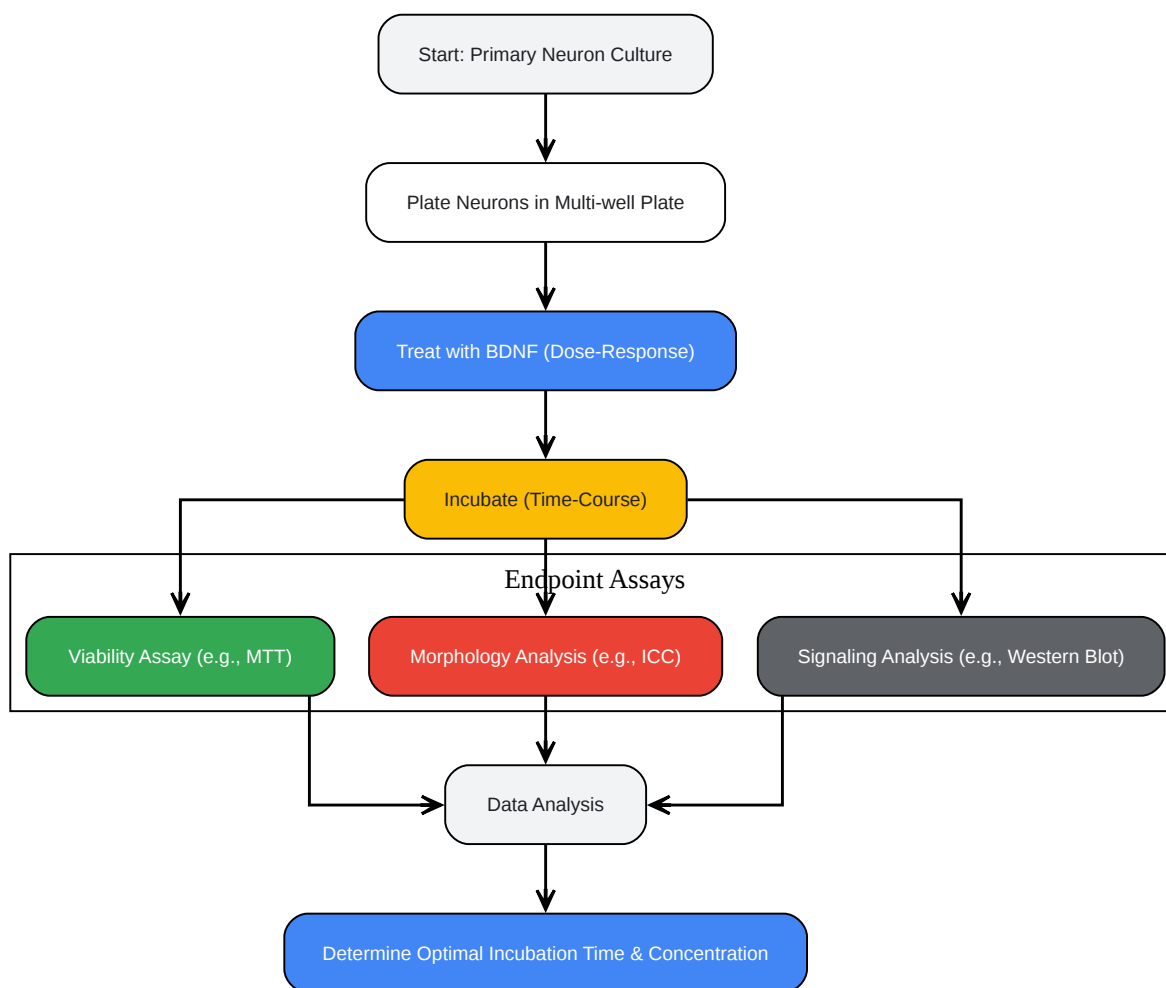 Start: Primary Neuron Culture
Plate Neurons in Multi-well Plate
Treat with BDNF (Dose-Response)
Incubate (Time-Course)
Endpoint Assays
Viability Assay (e.g., MTT)
Morphology Analysis (e.g., ICC)
Signaling Analysis (e.g., Western Blot)
Data Analysis
Determine Optimal Incubation Time & Concentration